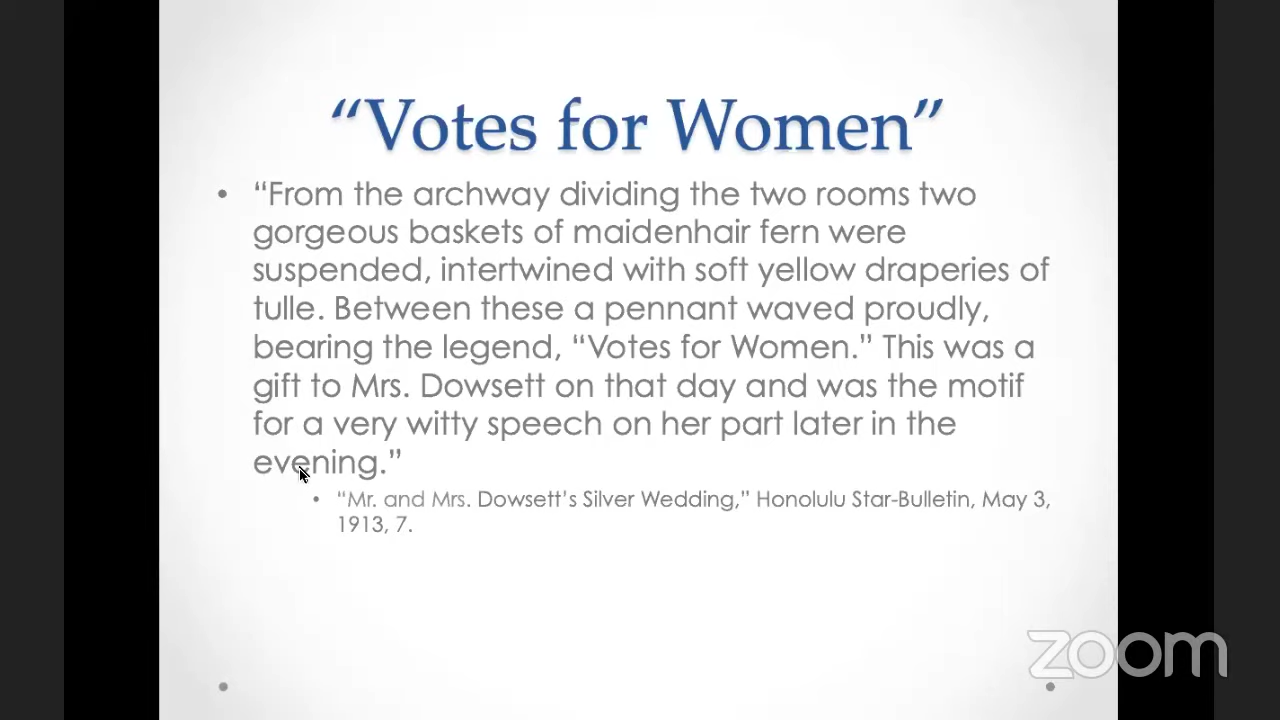 “Votes for Women”
• “From the archway dividing the two rooms two
gorgeous baskets of maidenhair fern were
suspended, intertwined with soft yellow draperies of
tulle. Between these a pennant waved proudly,
bearing the legend, “Votes for Women.” This was a
gift to Mrs. Dowsett on that day and was the motif
for a very witty speech on her part later in the
evening.”
• “Mr. and Mrs. Dowsett’s Silver Wedding,” Honolulu Star-Bulletin, May 3,
1913, 7.
zoom